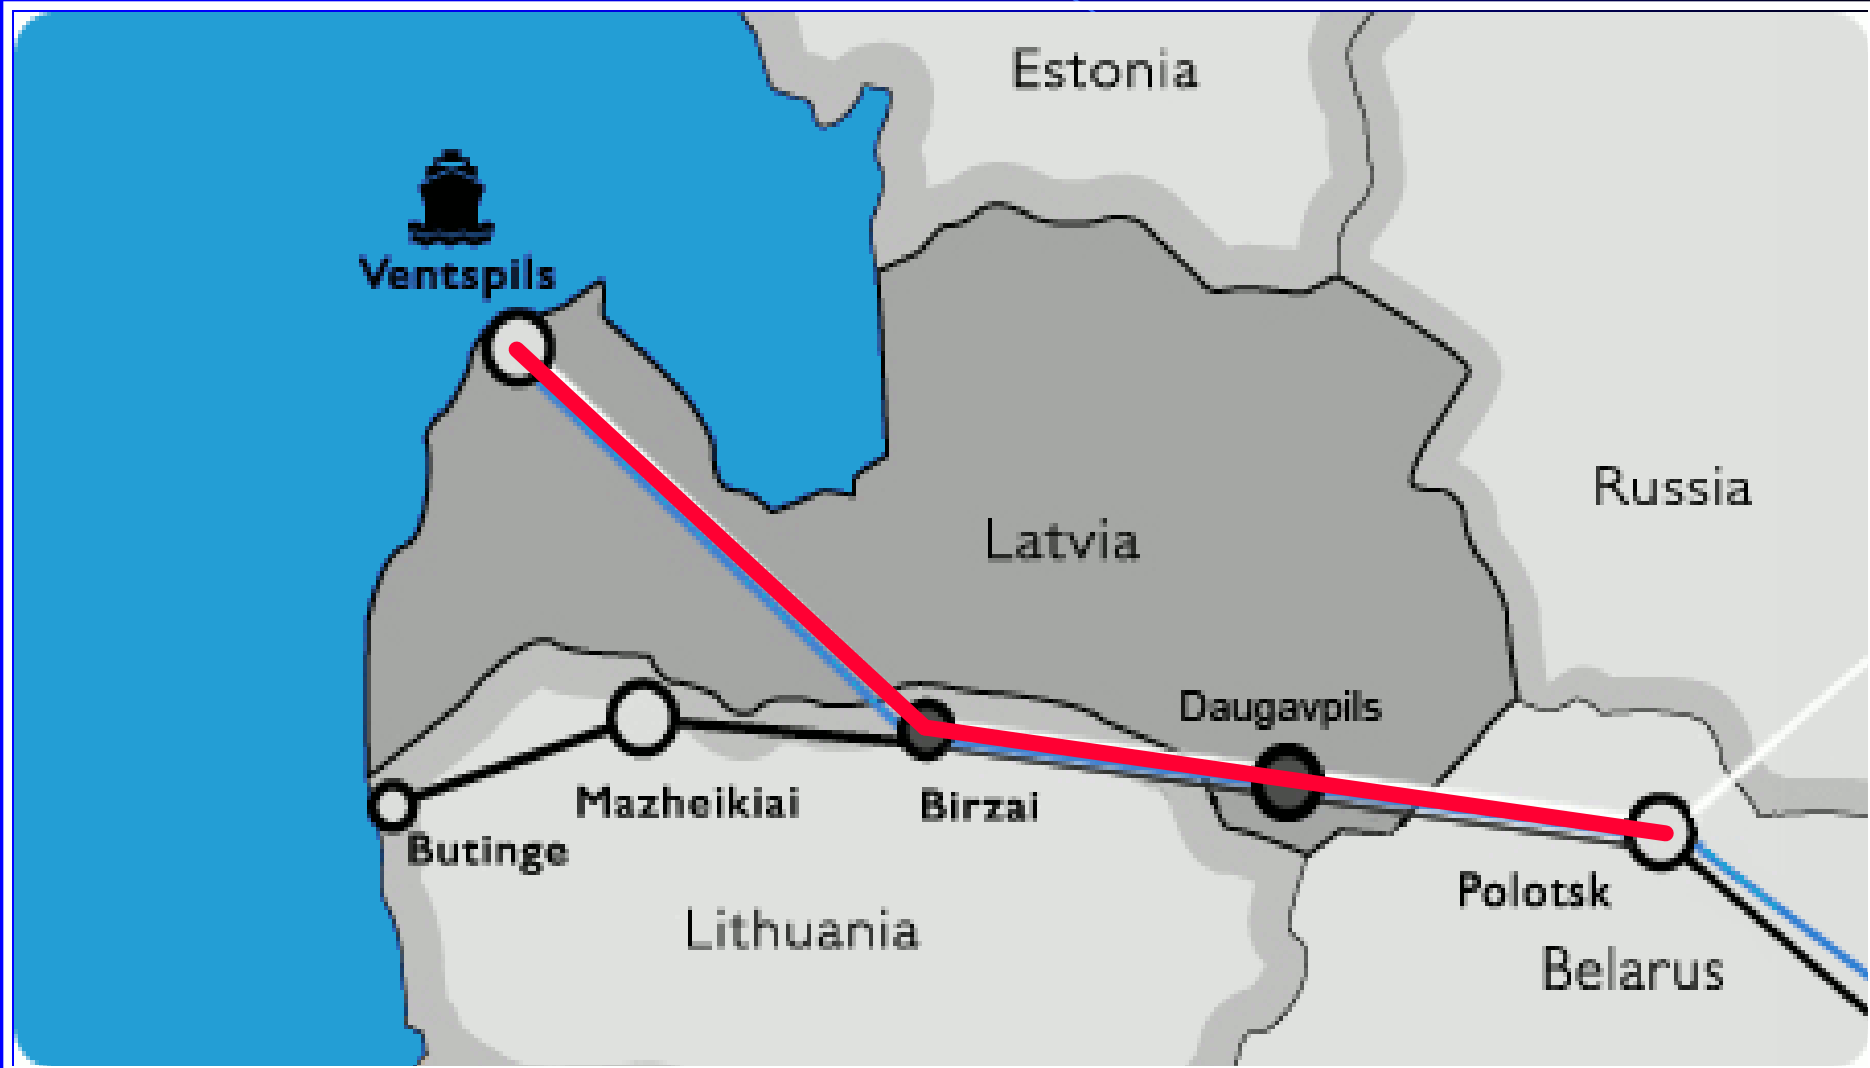 Estonia
Ventspils
Russia
Latvia
Daugavpils
Mazheikiai
Birzai
Butinge
Polotsk
Lithuania
Belarus